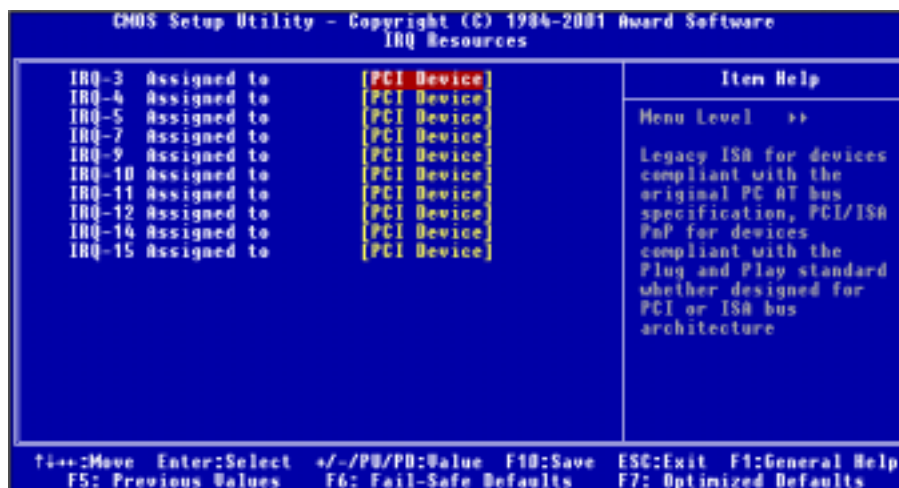 CMOS Setup Utility - Copyright (C) 1984-2001 Award Software
IRQ Resources
IRQ-3 Assigned to [PCI Device]
IRQ-4 Assigned to [PCI Device]
IRQ-5 Assigned to [PCI Device]
IRQ-7 Assigned to [PCI Device]
IRQ-9 Assigned to [PCI Device]
IRQ-10 Assigned to [PCI Device]
IRQ-11 Assigned to [PCI Device]
IRQ-12 Assigned to [PCI Device]
IRQ-14 Assigned to [PCI Device]
IRQ-15 Assigned to [PCI Device]
Item Help
Menu Level ▸▸
Legacy ISA for devices
compliant with the
original PC AT bus
specification, PCI/ISA
PnP for devices
compliant with the
Plug and Play standard
whether designed for
PCI or ISA bus
architecture
↑↓→←:Move Enter:Select +/-/PU/PD:Value F10:Save ESC:Exit F1:General Help
F5: Previous Values F6: Fail-Safe Defaults F7: Optimized Defaults